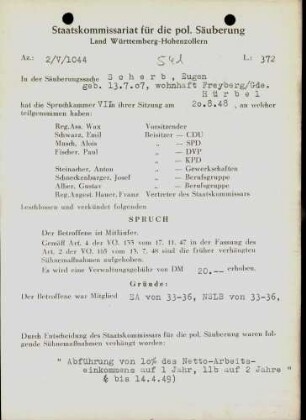 Staatskommissariat für die pol. Säuberung
Land Württemberg-Hohenzollern
Az.: 2/V/1044 L.: 372
In der Säuberungssache Scherb, Eugen
geb. 13.7.07, wohnhaft Freyberg/Gde.
Hürbel
hat die Spruchkammer VIIa ihrer Sitzung am 20.8.48 , an welcher
teilgenommen haben:
Reg.Ass. Wax Vorsitzender
Schwarz, Emil Beisitzer — CDU
Musch, Alois „ — SPD
Fischer, Paul „ — DVP
„ — KPD
Steinacher, Anton „ — Gewerkschaften
Schneckenburger, Josef „ — Berufsgruppe
Alber, Gustav „ — Berufsgruppe
Reg.August. Hauer, Franz Vertreter des Staatskommissars
beschlossen und verkündet folgenden
SPRUCH
Der Betroffene ist Mitläufer.
Gemäß Art. 4 der VO. 133 vom 17. 11. 47 in der Fassung des
Art. 2 der VO. 165 vom 13. 7. 48 sind die früher verhängten
Sühnemaßnahmen aufgehoben.
Es wird eine Verwaltungsgebühr von DM 20.-- erhoben.
Gründe:
Der Betroffene war Mitglied SA von 33-36, NSLB von 33-36,
Durch Entscheidung des Staatskommissars für die pol. Säuberung waren folgende Sühnemaßnahmen verhängt worden:
" Abführung von 10% des Netto-Arbeits-
einkommens auf 1 Jahr, 11b auf 2 Jahre "
( bis 14.4.49)